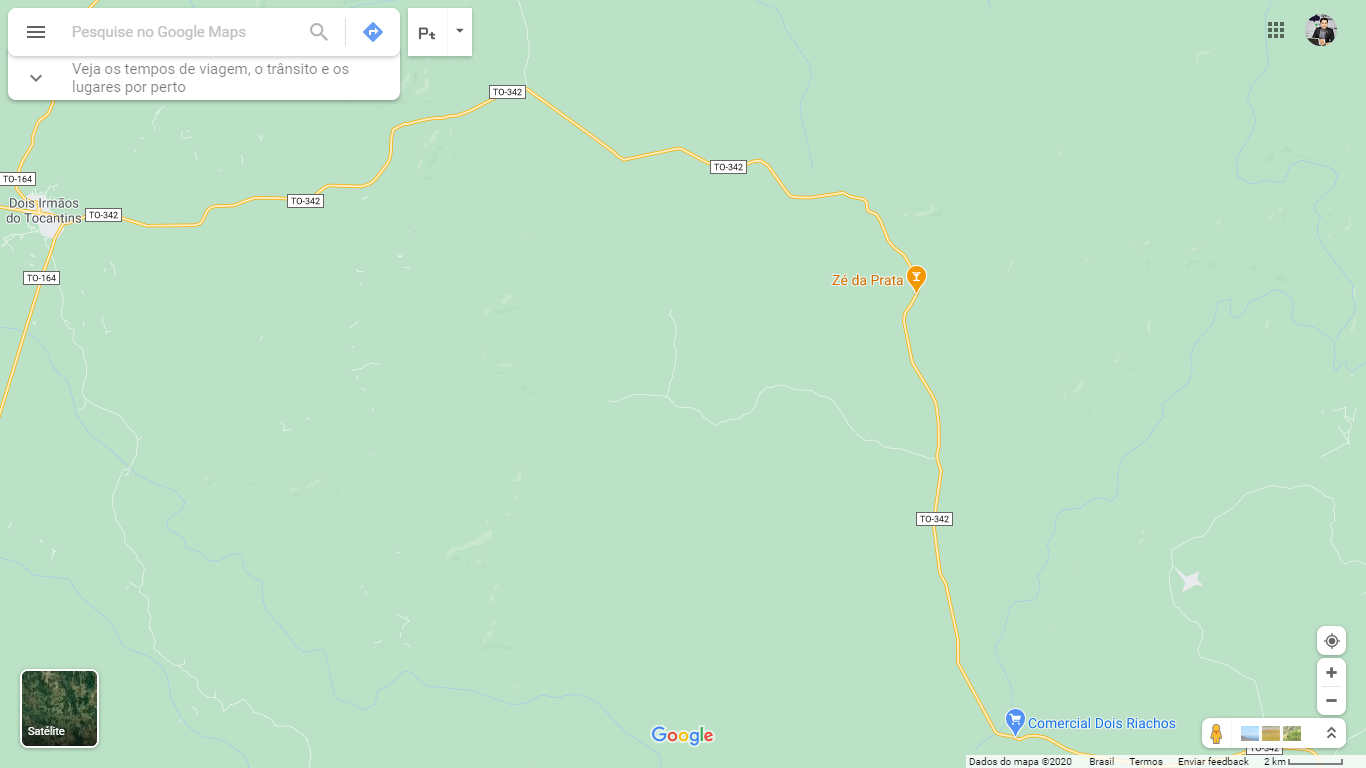 Pesquise no Google Maps
Veja os tempos de viagem, o trânsito e os
lugares por perto
TO-342
TO-342
TO-164
TO-342
Dois Irmãos
do Tocantins
TO-342
TO-164
Zé da Prata
TO-342
Satélite
Google
Comercial Dois Riachos
TO-342
Dados do mapa ©2020 Brasil Termos Enviar feedback 2 km